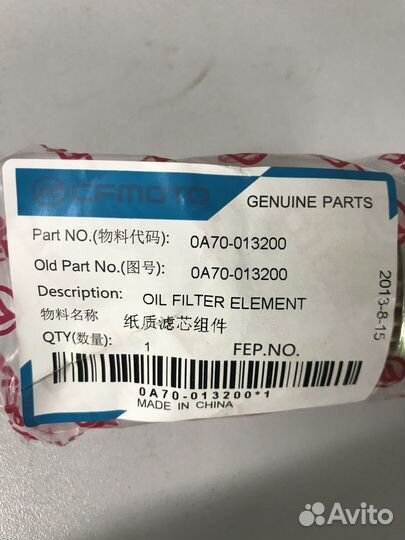 CFMOTO
GENUINE PARTS
Part NO.(物料代码): 0A70-013200
Old Part No.(图号): 0A70-013200
Description: OIL FILTER ELEMENT
物料名称 纸质滤芯组件
QTY(数量): 1 FEP.NO.
0A70-013200*1
MADE IN CHINA
2013-8-15
Avito